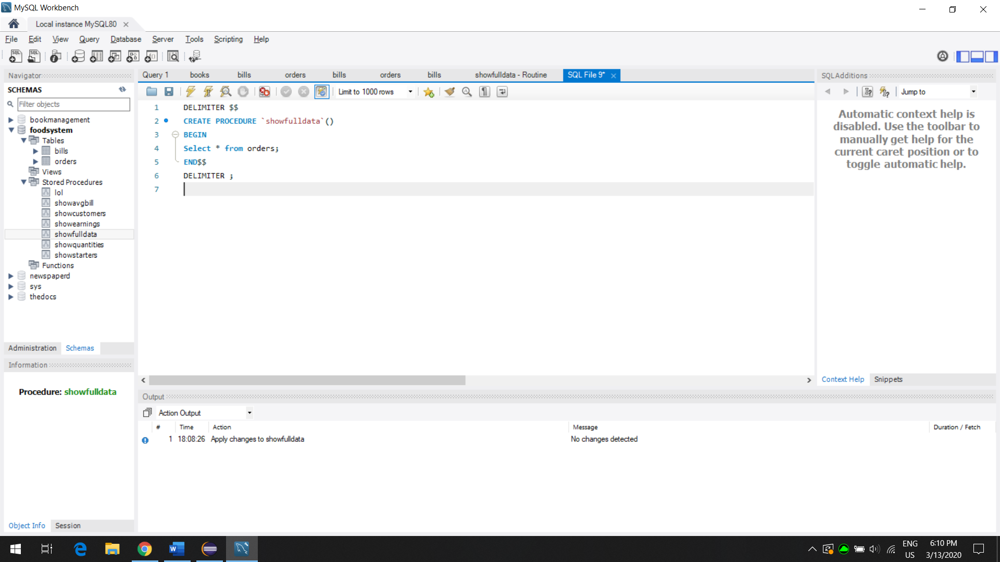 MySQL Workbench
Local instance MySQL80
File Edit View Query Database Server Tools Scripting Help
Navigator
SCHEMAS
Filter objects
bookmanagement
foodsystem
Tables
bills
orders
Views
Stored Procedures
lol
showavgbill
showcustomers
showearnings
showfulldata
showquantities
showstarters
Functions
newspaperd
sys
thedocs
Administration Schemas
Information
Procedure: showfulldata
Object Info Session
Query 1 books bills orders bills orders bills showfulldata - Routine SQL File 9*
Limit to 1000 rows
1 DELIMITER $$
2 CREATE PROCEDURE `showfulldata`()
3 BEGIN
4 Select * from orders;
5 END$$
6 DELIMITER ;
7
SQLAdditions
Jump to
Automatic context help is
disabled. Use the toolbar to
manually get help for the
current caret position or to
toggle automatic help.
Context Help Snippets
Output
Action Output
# Time Action Message Duration / Fetch
1 18:08:26 Apply changes to showfulldata No changes detected
ENG
US
6:10 PM
3/13/2020